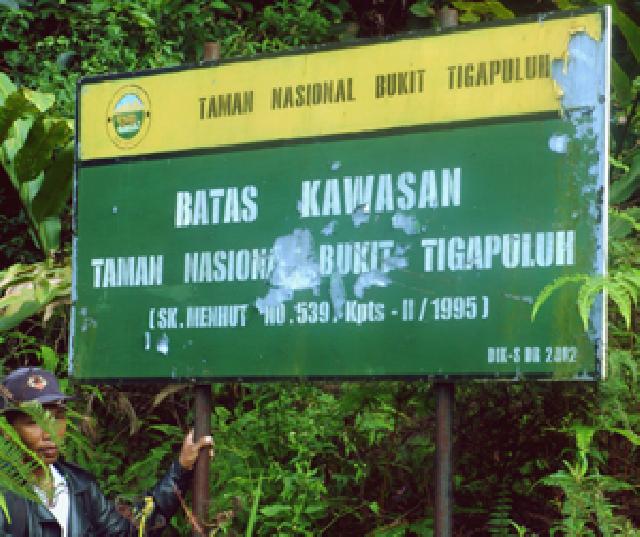 TAMAN NASIONAL BUKIT TIGAPULUH
BATAS KAWASAN
TAMAN NASIONAL BUKIT TIGAPULUH
(SK. MENHUT NO. 539. Kpts - II / 1995 )
)
DIK-S DR 2002